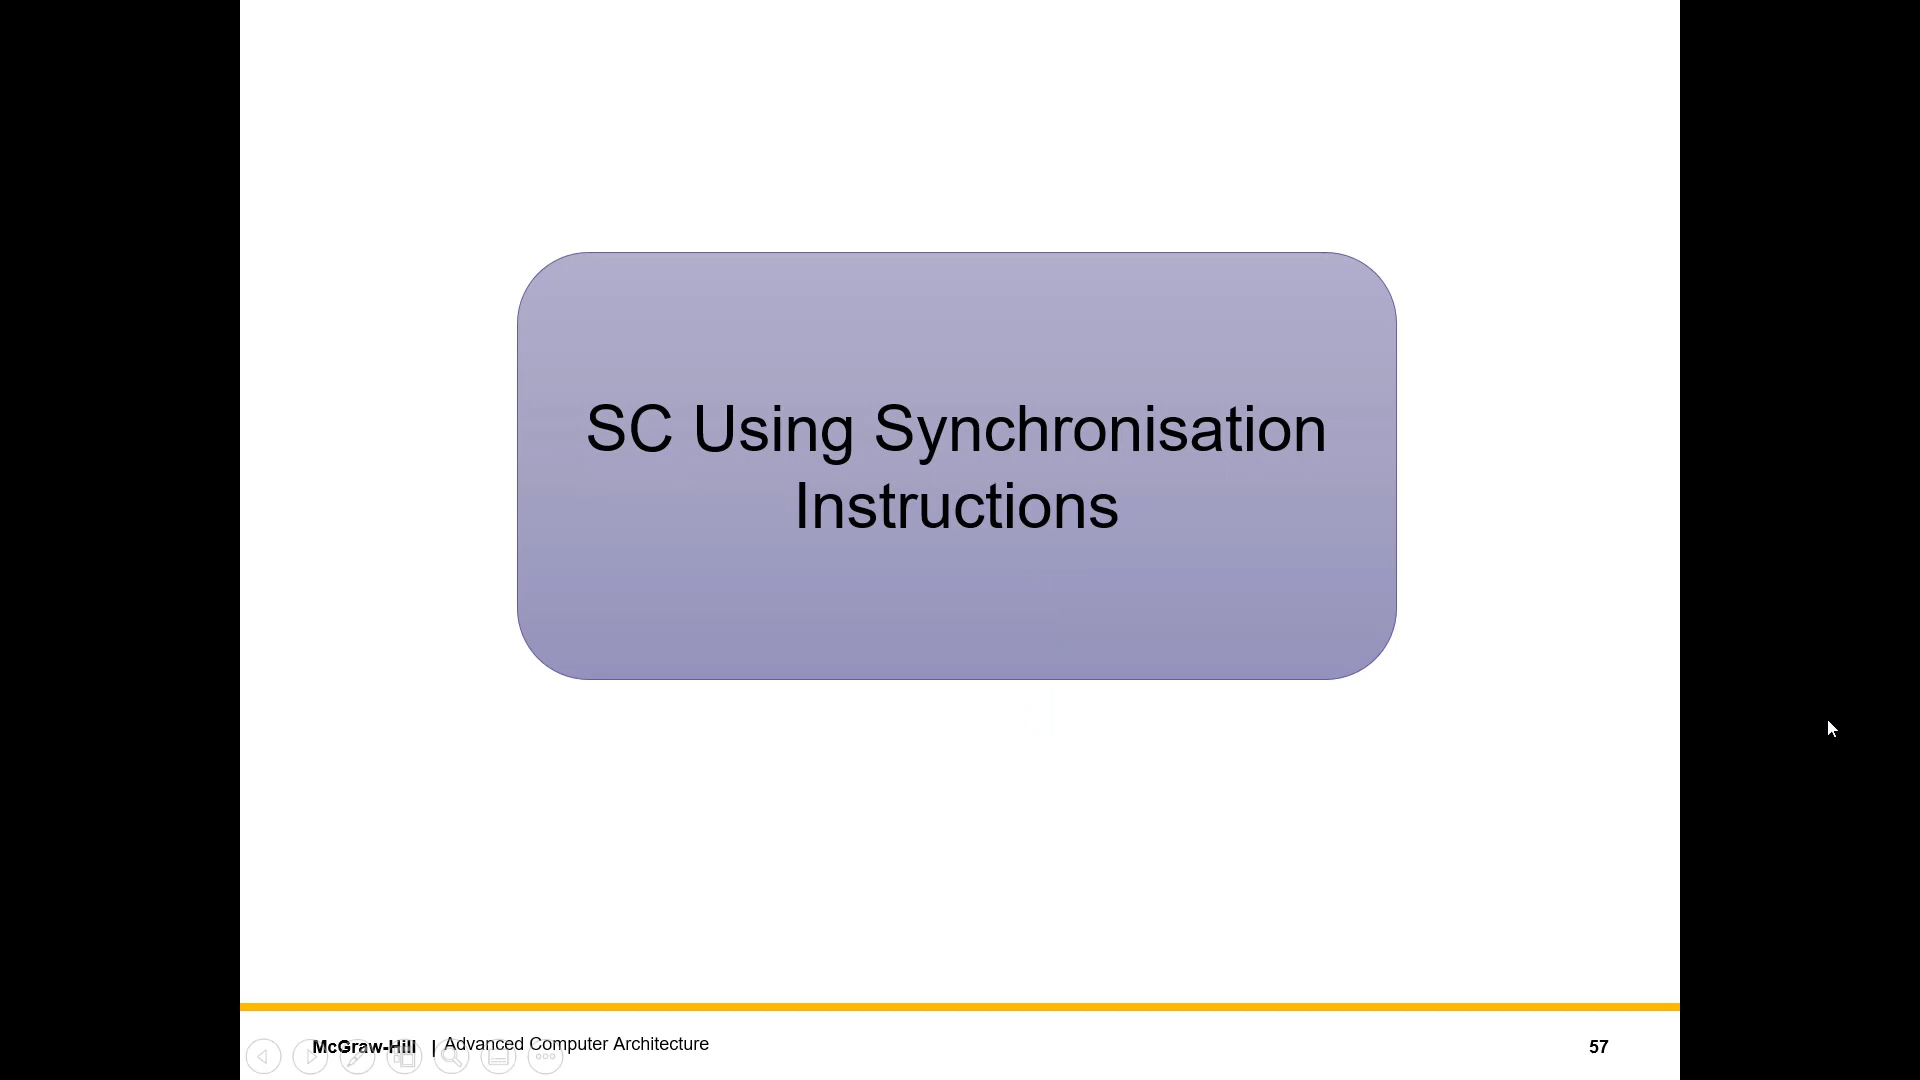 SC Using Synchronisation
Instructions
McGraw-Hill | Advanced Computer Architecture
57